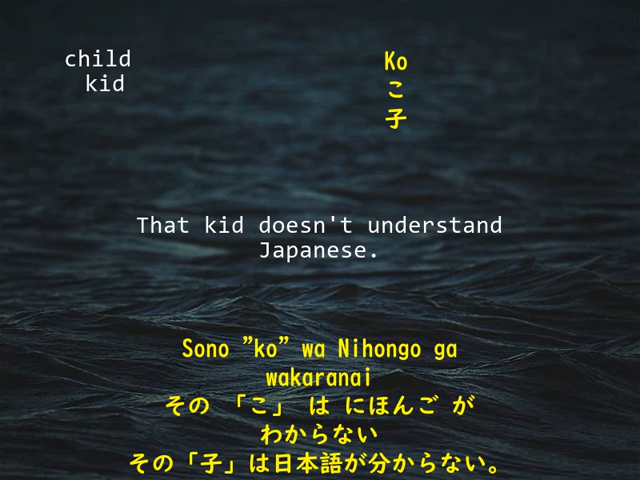 child
kid
Ko
こ
子
That kid doesn't understand
Japanese.
Sono ”ko” wa Nihongo ga
wakaranai
その 「こ」 は にほんご が
わからない
その「子」は日本語が分からない。